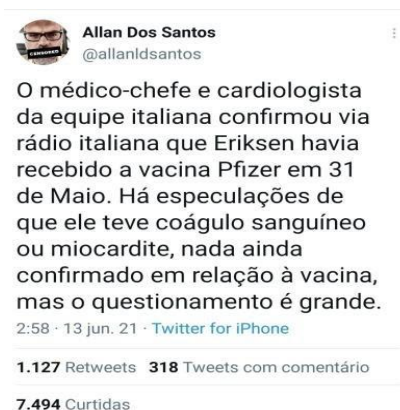 CENSORED
Allan Dos Santos
@allanldsantos
O médico-chefe e cardiologista
da equipe italiana confirmou via
rádio italiana que Eriksen havia
recebido a vacina Pfizer em 31
de Maio. Há especulações de
que ele teve coágulo sanguíneo
ou miocardite, nada ainda
confirmado em relação à vacina,
mas o questionamento é grande.
2:58 · 13 jun. 21 · Twitter for iPhone
1.127 Retweets 318 Tweets com comentário
7.494 Curtidas